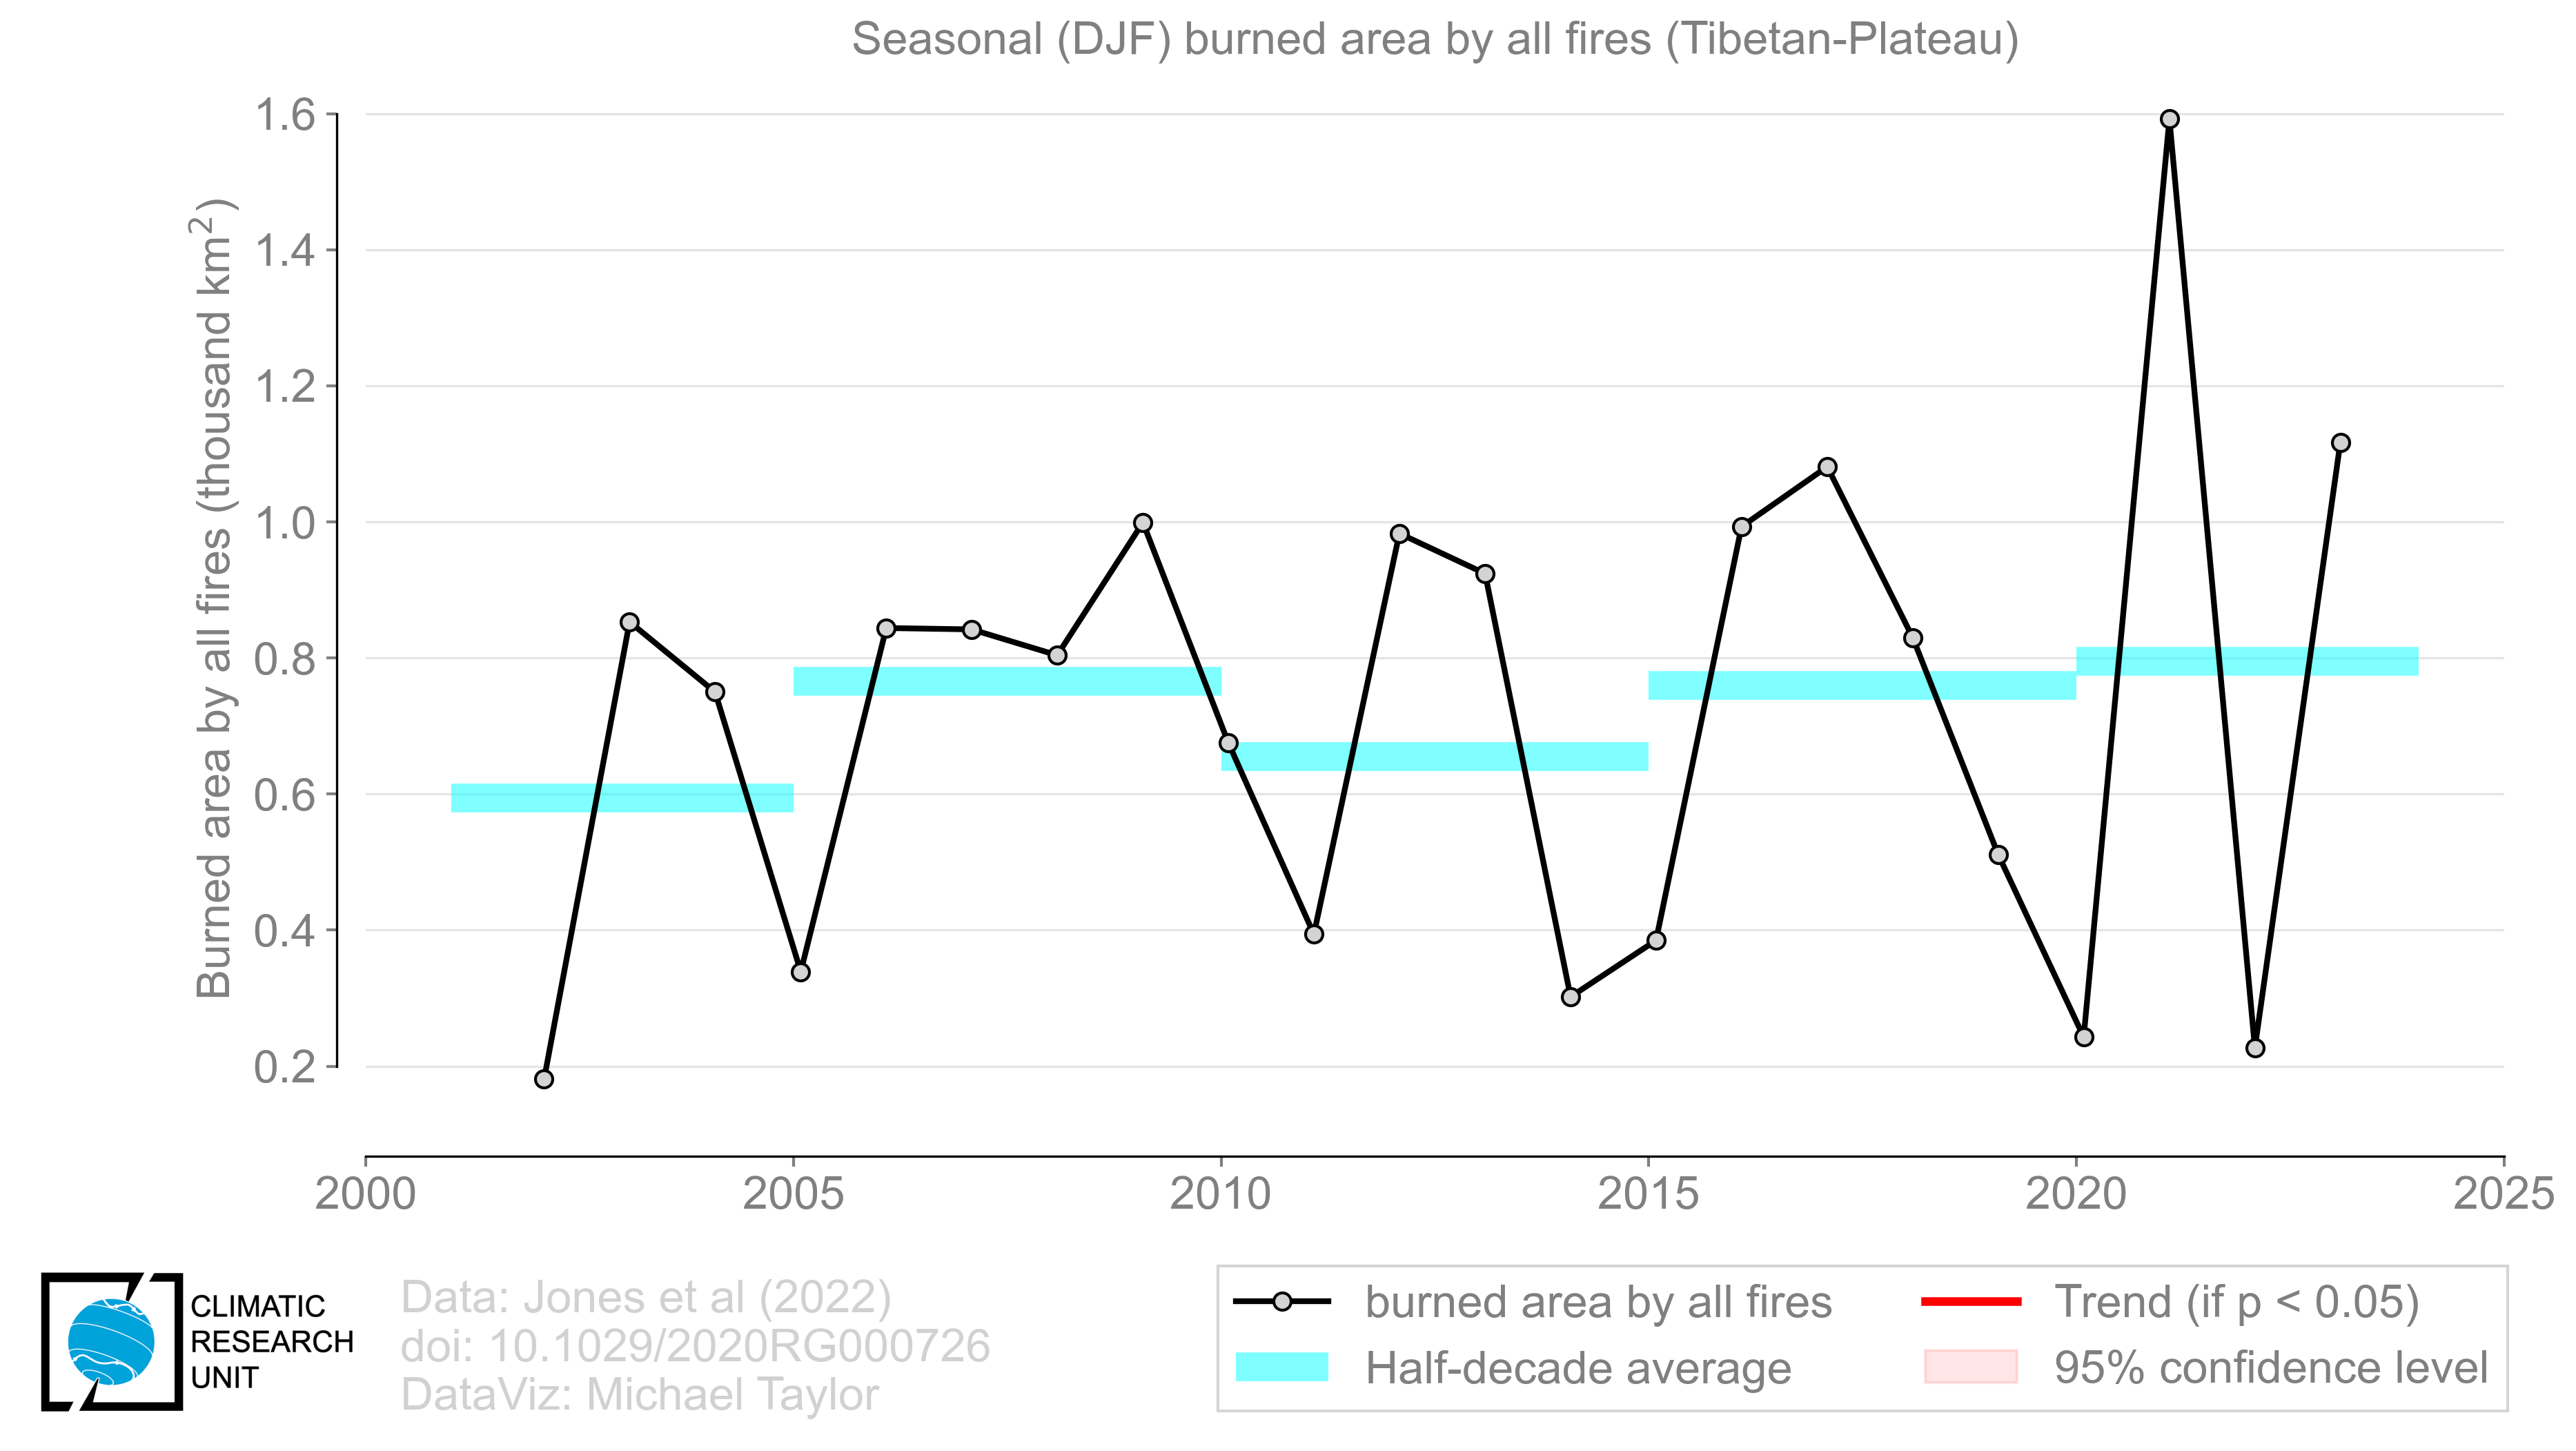 Seasonal (DJF) burned area by all fires (Tibetan-Plateau)
Burned area by all fires (thousand km²)
1.6
1.4
1.2
1.0
0.8
0.6
0.4
0.2
2000
2005
2010
2015
2020
2025
CLIMATIC
RESEARCH
UNIT
Data: Jones et al (2022)
doi: 10.1029/2020RG000726
DataViz: Michael Taylor
burned area by all fires
Half-decade average
Trend (if p < 0.05)
95% confidence level